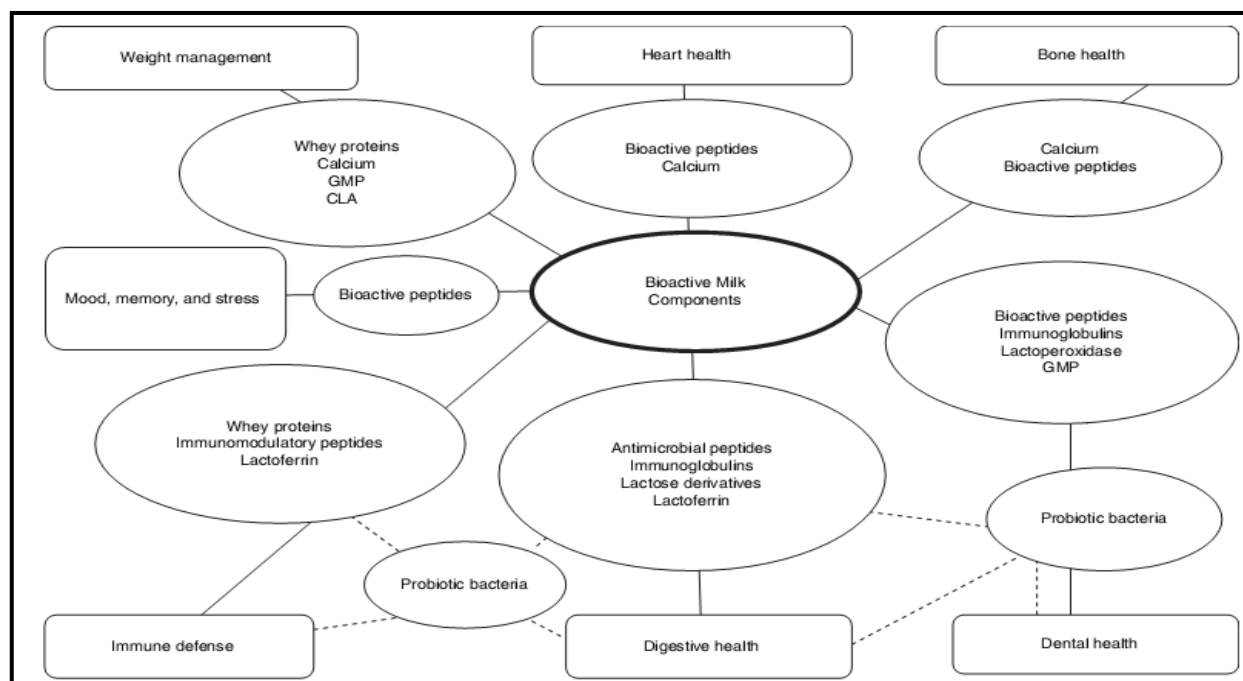 Weight management
Heart health
Bone health
Whey proteins
Calcium
GMP
CLA
Bioactive peptides
Calcium
Calcium
Bioactive peptides
Mood, memory, and stress
Bioactive peptides
Bioactive Milk
Components
Bioactive peptides
Immunoglobulins
Lactoperoxidase
GMP
Whey proteins
Immunomodulatory peptides
Lactoferrin
Antimicrobial peptides
Immunoglobulins
Lactose derivatives
Lactoferrin
Probiotic bacteria
Probiotic bacteria
Immune defense
Digestive health
Dental health